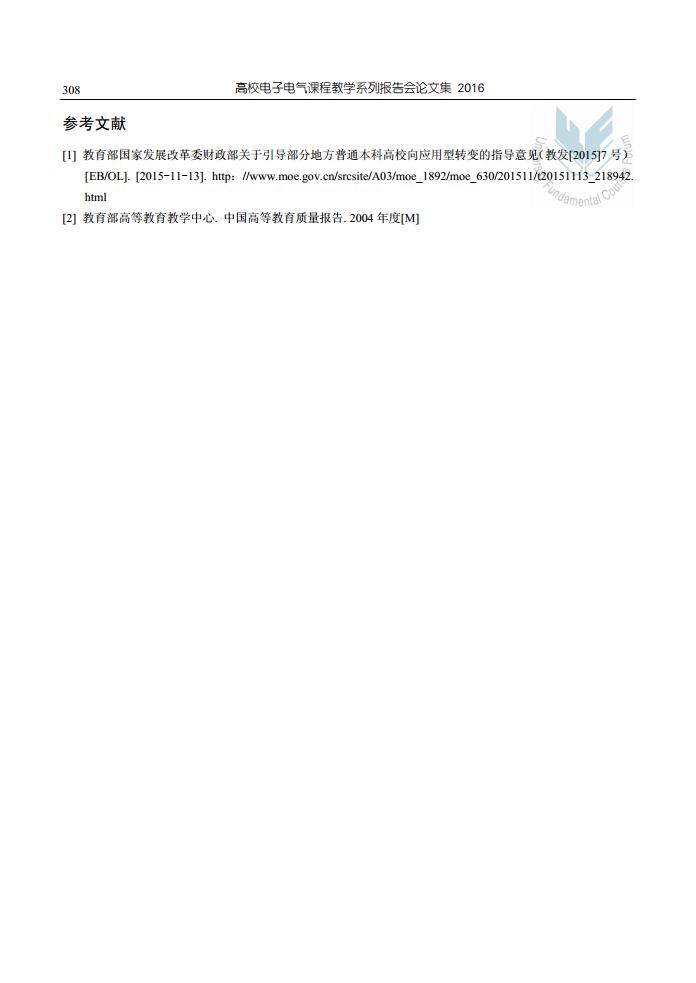 308
高校电子电气课程教学系列报告会论文集 2016
参考文献
[1] 教育部国家发展改革委财政部关于引导部分地方普通本科高校向应用型转变的指导意见(教发[2015]7 号)
[EB/OL]. [2015-11-13]. http：//www.moe.gov.cn/srcsite/A03/moe_1892/moe_630/201511/t20151113_218942.
html
[2] 教育部高等教育教学中心. 中国高等教育质量报告. 2004 年度[M]
Fundamental